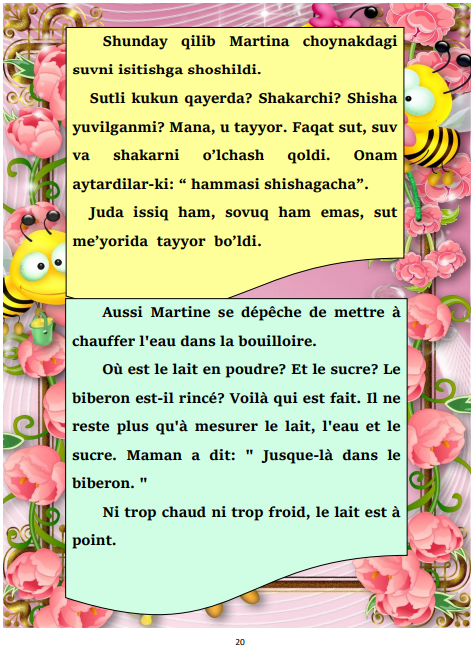 Shunday qilib Martina choynakdagi
suvni isitishga shoshildi.
Sutli kukun qayerda? Shakarchi? Shisha
yuvilganmi? Mana, u tayyor. Faqat sut, suv
va shakarni o’lchash qoldi. Onam
aytardilar-ki: “ hammasi shishagacha”.
Juda issiq ham, sovuq ham emas, sut
me’yorida tayyor bo’ldi.
Aussi Martine se dépêche de mettre à
chauffer l'eau dans la bouilloire.
Où est le lait en poudre? Et le sucre? Le
biberon est-il rincé? Voilà qui est fait. Il ne
reste plus qu'à mesurer le lait, l'eau et le
sucre. Maman a dit: " Jusque-là dans le
biberon. "
Ni trop chaud ni trop froid, le lait est à
point.
20